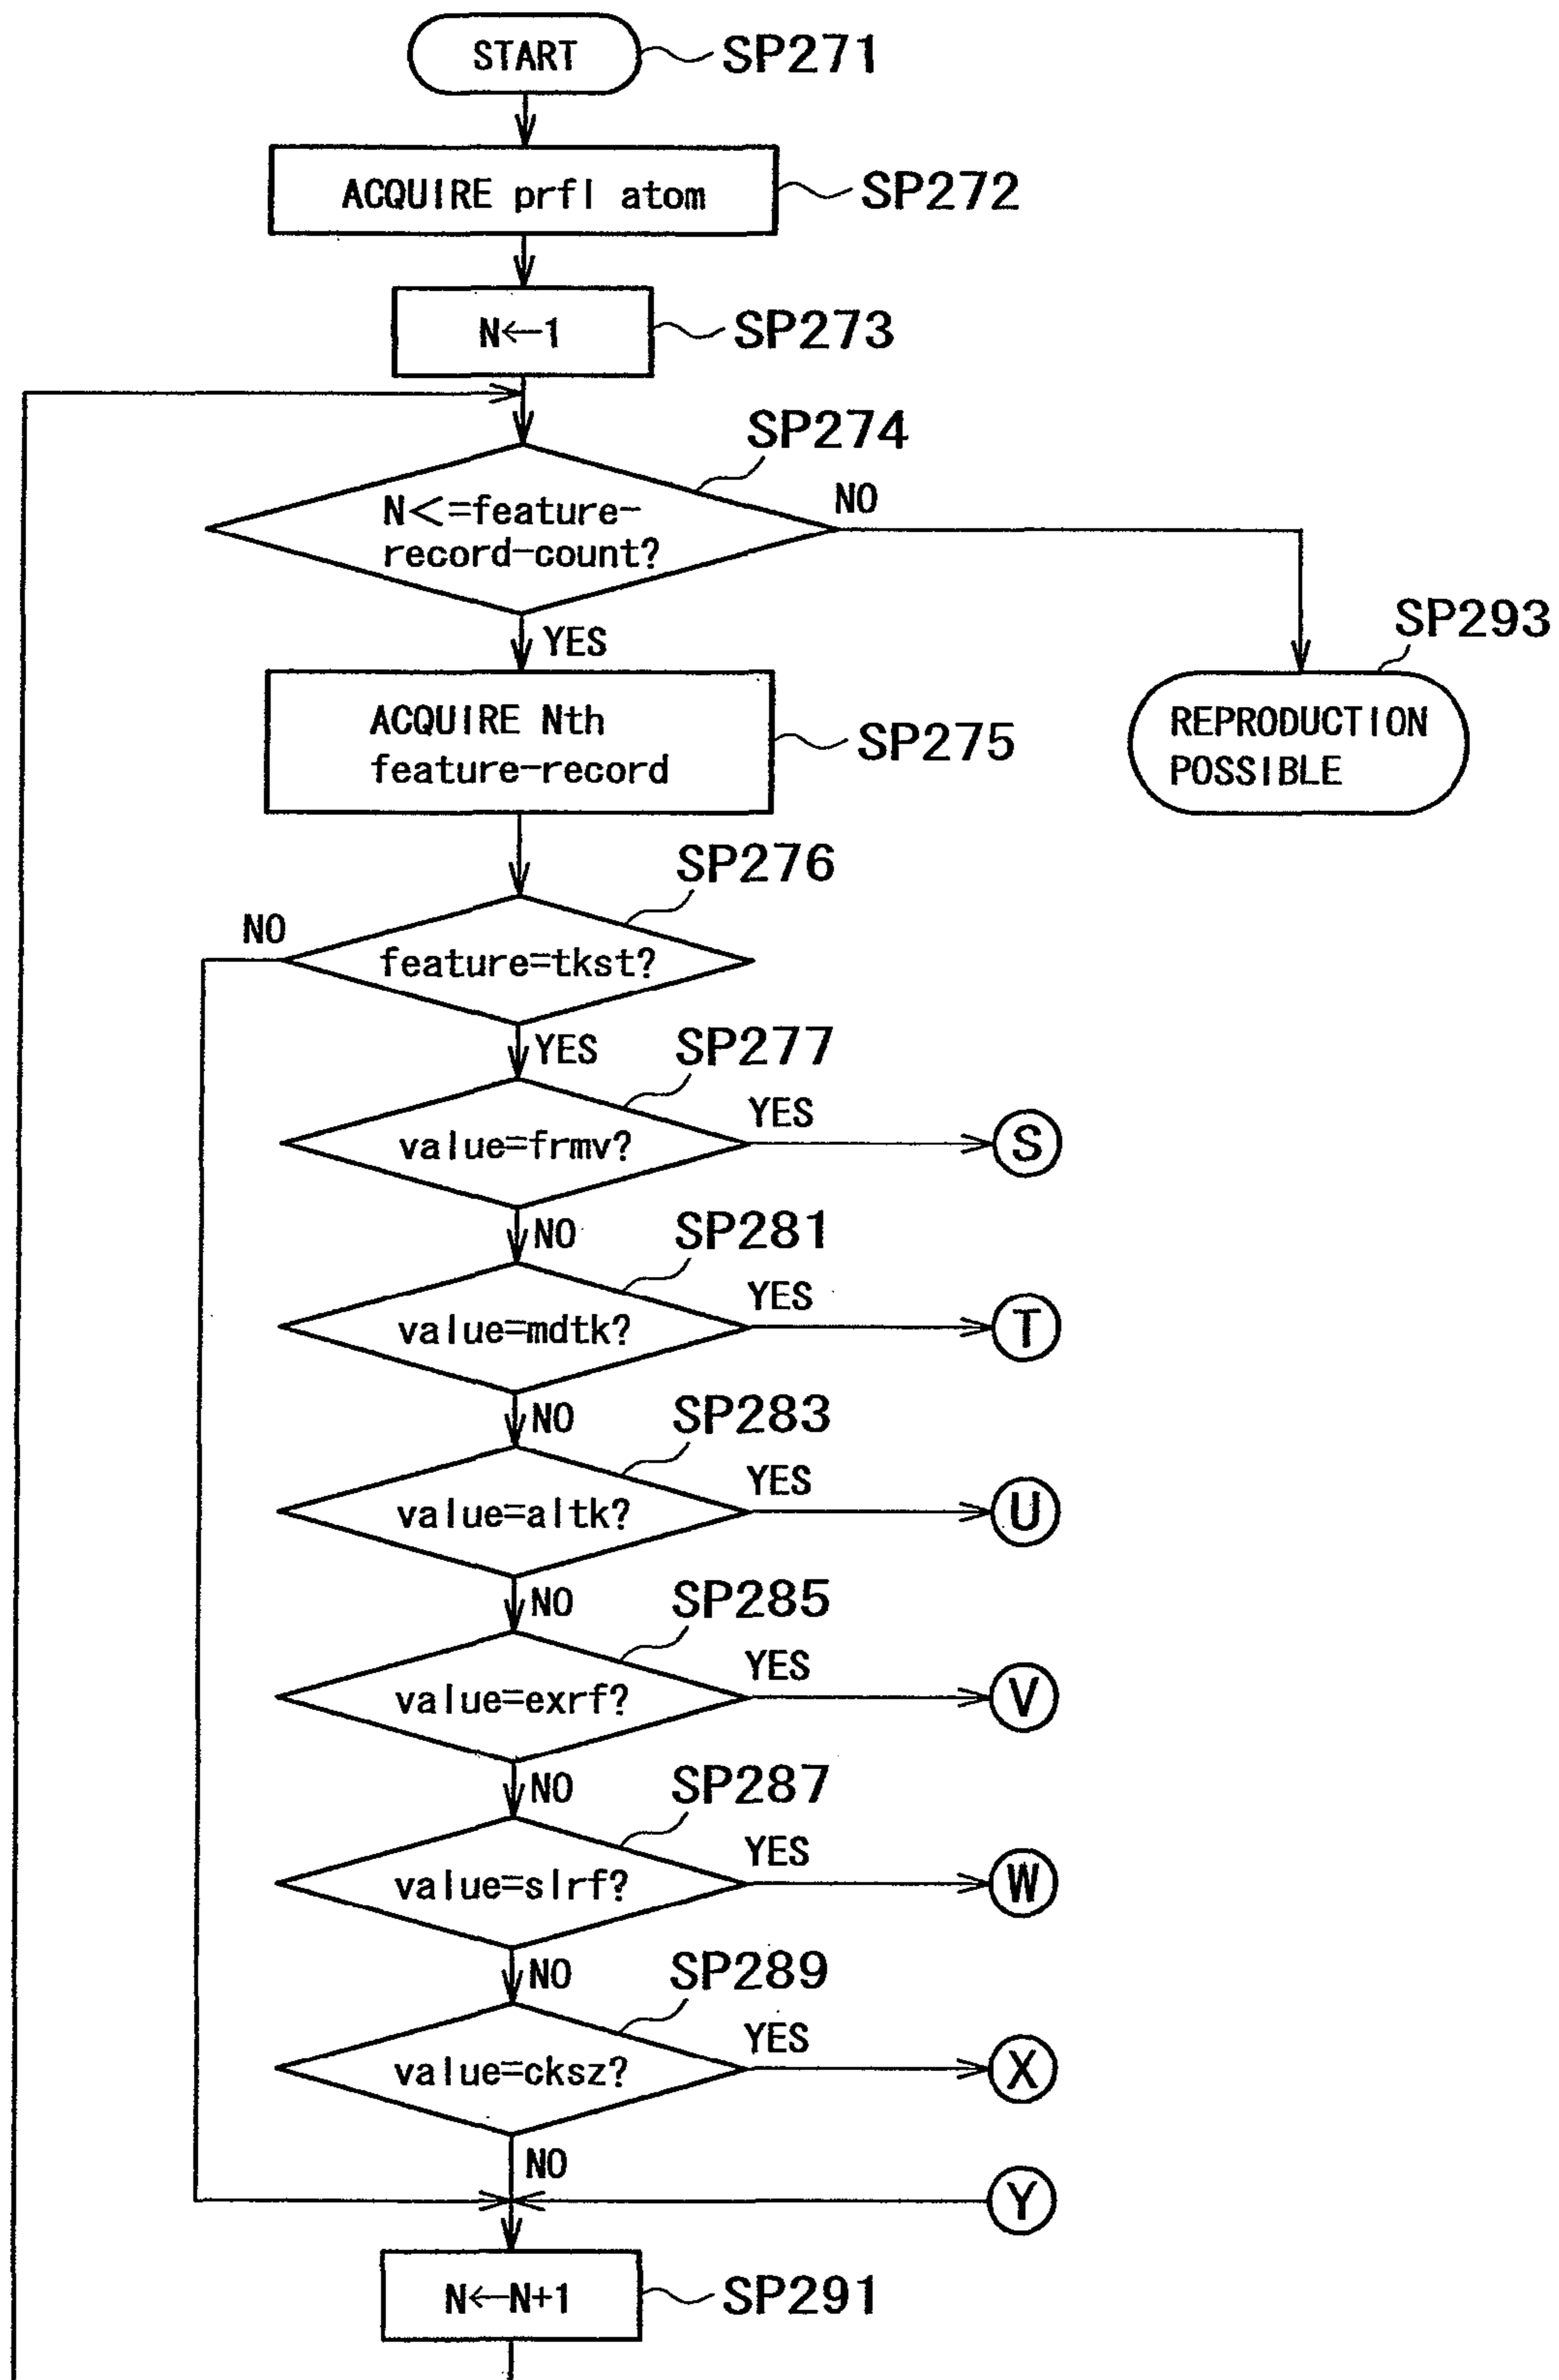 START
SP271
ACQUIRE prfl atom
SP272
N←1
SP273
SP274
N<=feature-
record-count?
NO
YES
SP293
REPRODUCTION
POSSIBLE
ACQUIRE Nth
feature-record
SP275
SP276
NO
feature=tkst?
YES
SP277
value=frmv?
YES
S
NO
SP281
value=mdtk?
YES
T
NO
SP283
value=altk?
YES
U
NO
SP285
value=exrf?
YES
V
NO
SP287
value=slrf?
YES
W
NO
SP289
value=cksz?
YES
X
NO
Y
N←N+1
SP291